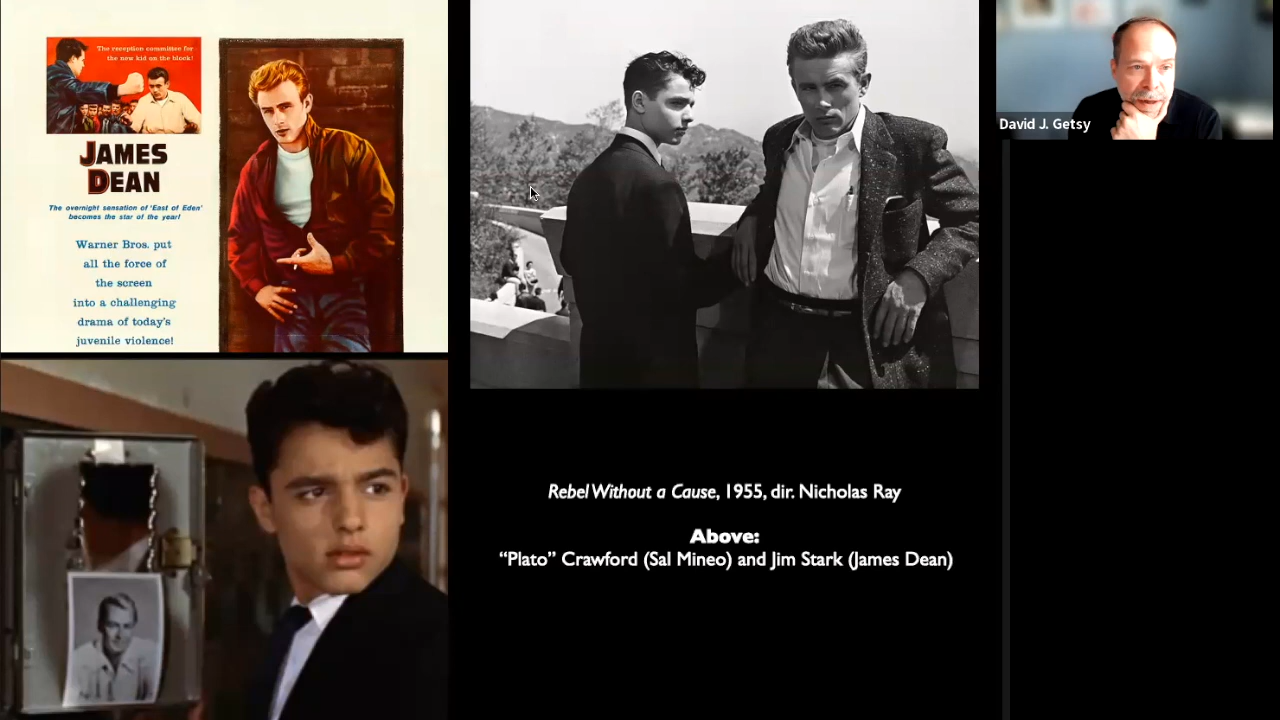 The reception committee for
the new kid on the block!
JAMES
DEAN
The overnight sensation of 'East of Eden'
becomes the star of the year!
Warner Bros. put
all the force of
the screen
into a challenging
drama of today's
juvenile violence!
Rebel Without a Cause, 1955, dir. Nicholas Ray
Above:
“Plato” Crawford (Sal Mineo) and Jim Stark (James Dean)
David J. Getsy